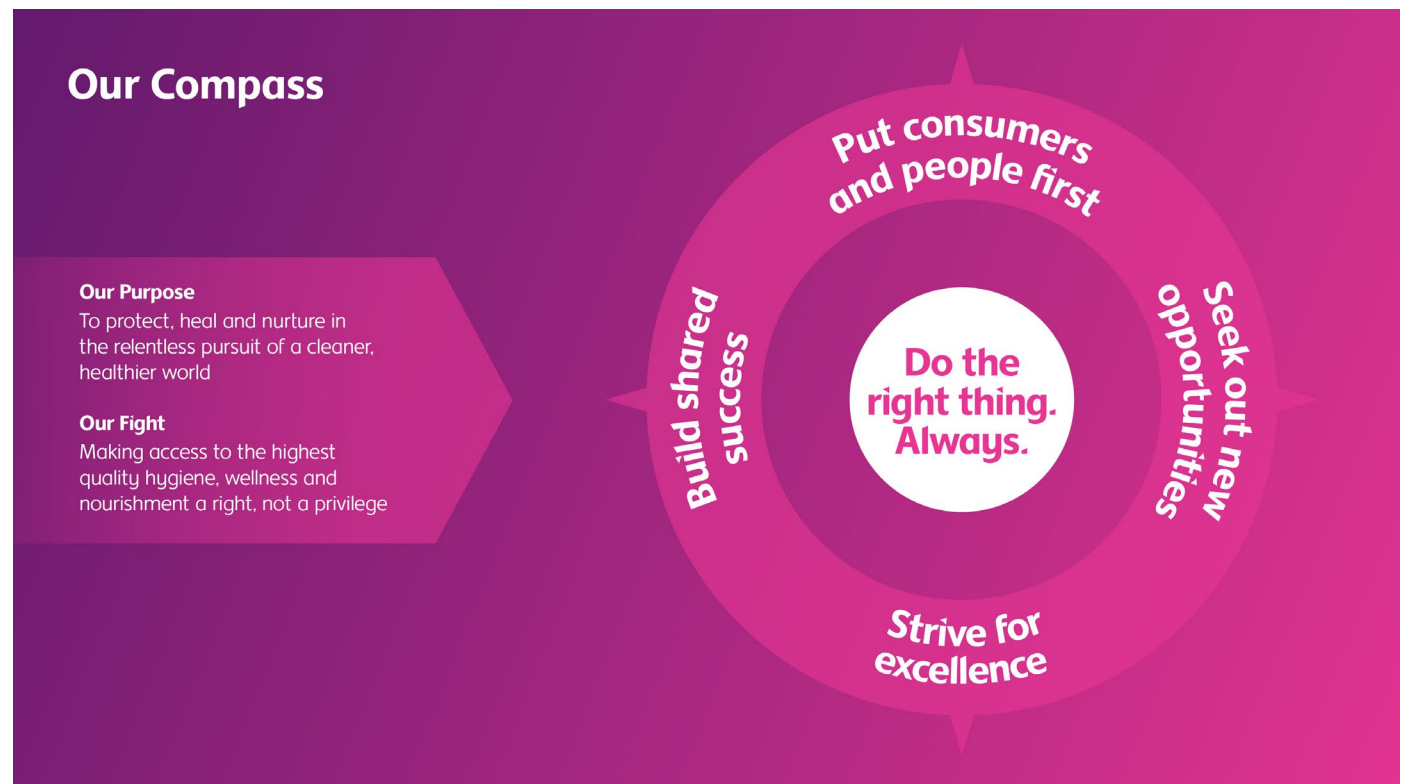 Our Compass
Our Purpose
To protect, heal and nurture in
the relentless pursuit of a cleaner,
healthier world
Our Fight
Making access to the highest
quality hygiene, wellness and
nourishment a right, not a privilege
Put consumers
and people first
Seek out new
opportunities
Strive for
excellence
Build shared
success
Do the
right thing.
Always.